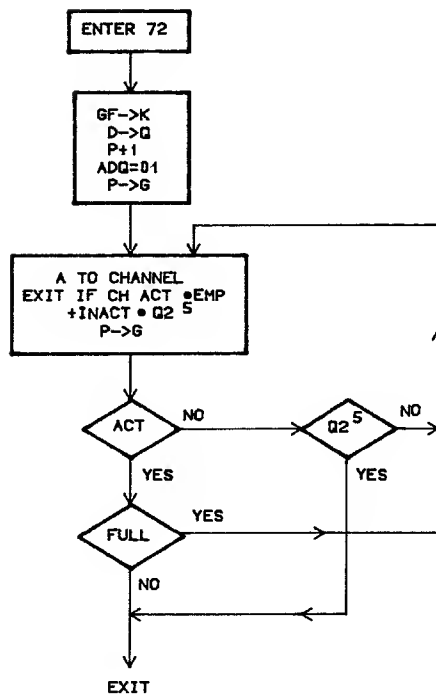 ENTER 72
GF->K
D->Q
P+1
ADQ=01
P->G
A TO CHANNEL
EXIT IF CH ACT •EMP
+INACT • Q2^5
P->G
ACT
NO
Q2^5
NO
YES
YES
FULL
YES
NO
EXIT